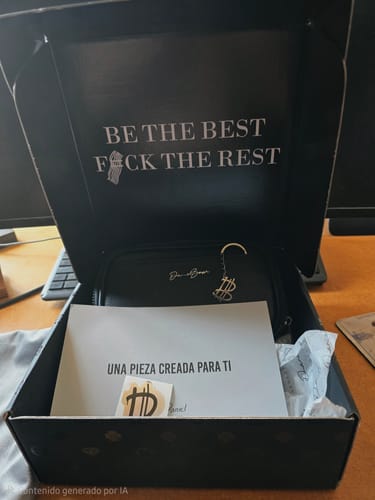 BE THE BEST
F CK THE REST
UNA PIEZA CREADA PARA TI
contenido generado por IA